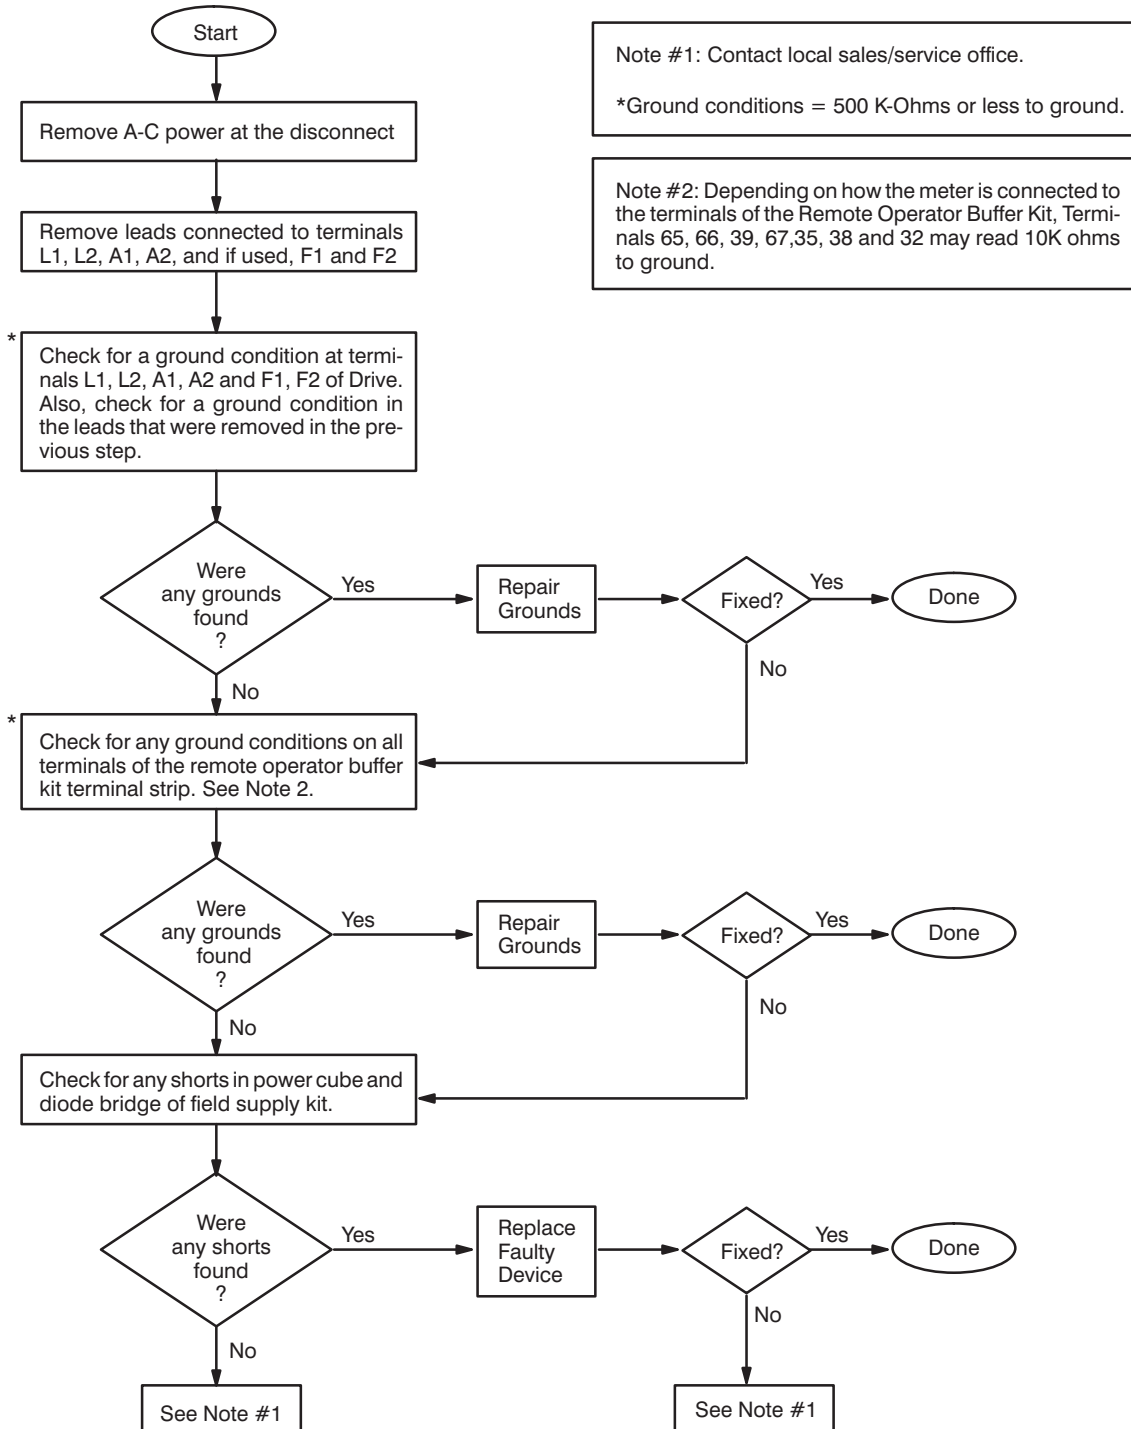 Start
Note #1: Contact local sales/service office.
*Ground conditions = 500 K-Ohms or less to ground.
Remove A-C power at the disconnect
Note #2: Depending on how the meter is connected to
the terminals of the Remote Operator Buffer Kit, Termi-
nals 65, 66, 39, 67,35, 38 and 32 may read 10K ohms
to ground.
Remove leads connected to terminals
L1, L2, A1, A2, and if used, F1 and F2
*
Check for a ground condition at termi-
nals L1, L2, A1, A2 and F1, F2 of Drive.
Also, check for a ground condition in
the leads that were removed in the pre-
vious step.
Were
any grounds
found
?
Yes
Repair
Grounds
Fixed?
Yes
Done
No
No
*
Check for any ground conditions on all
terminals of the remote operator buffer
kit terminal strip. See Note 2.
Were
any grounds
found
?
Yes
Repair
Grounds
Fixed?
Yes
Done
No
No
Check for any shorts in power cube and
diode bridge of field supply kit.
Were
any shorts
found
?
Yes
Replace
Faulty
Device
Fixed?
Yes
Done
No
No
See Note #1
See Note #1